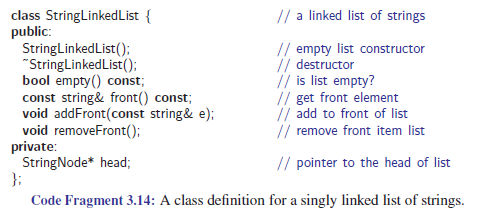 class StringLinkedList { // a linked list of strings
public:
StringLinkedList(); // empty list constructor
~StringLinkedList(); // destructor
bool empty() const; // is list empty?
const string& front() const; // get front element
void addFront(const string& e); // add to front of list
void removeFront(); // remove front item list
private:
StringNode* head; // pointer to the head of list
};
Code Fragment 3.14: A class definition for a singly linked list of strings.